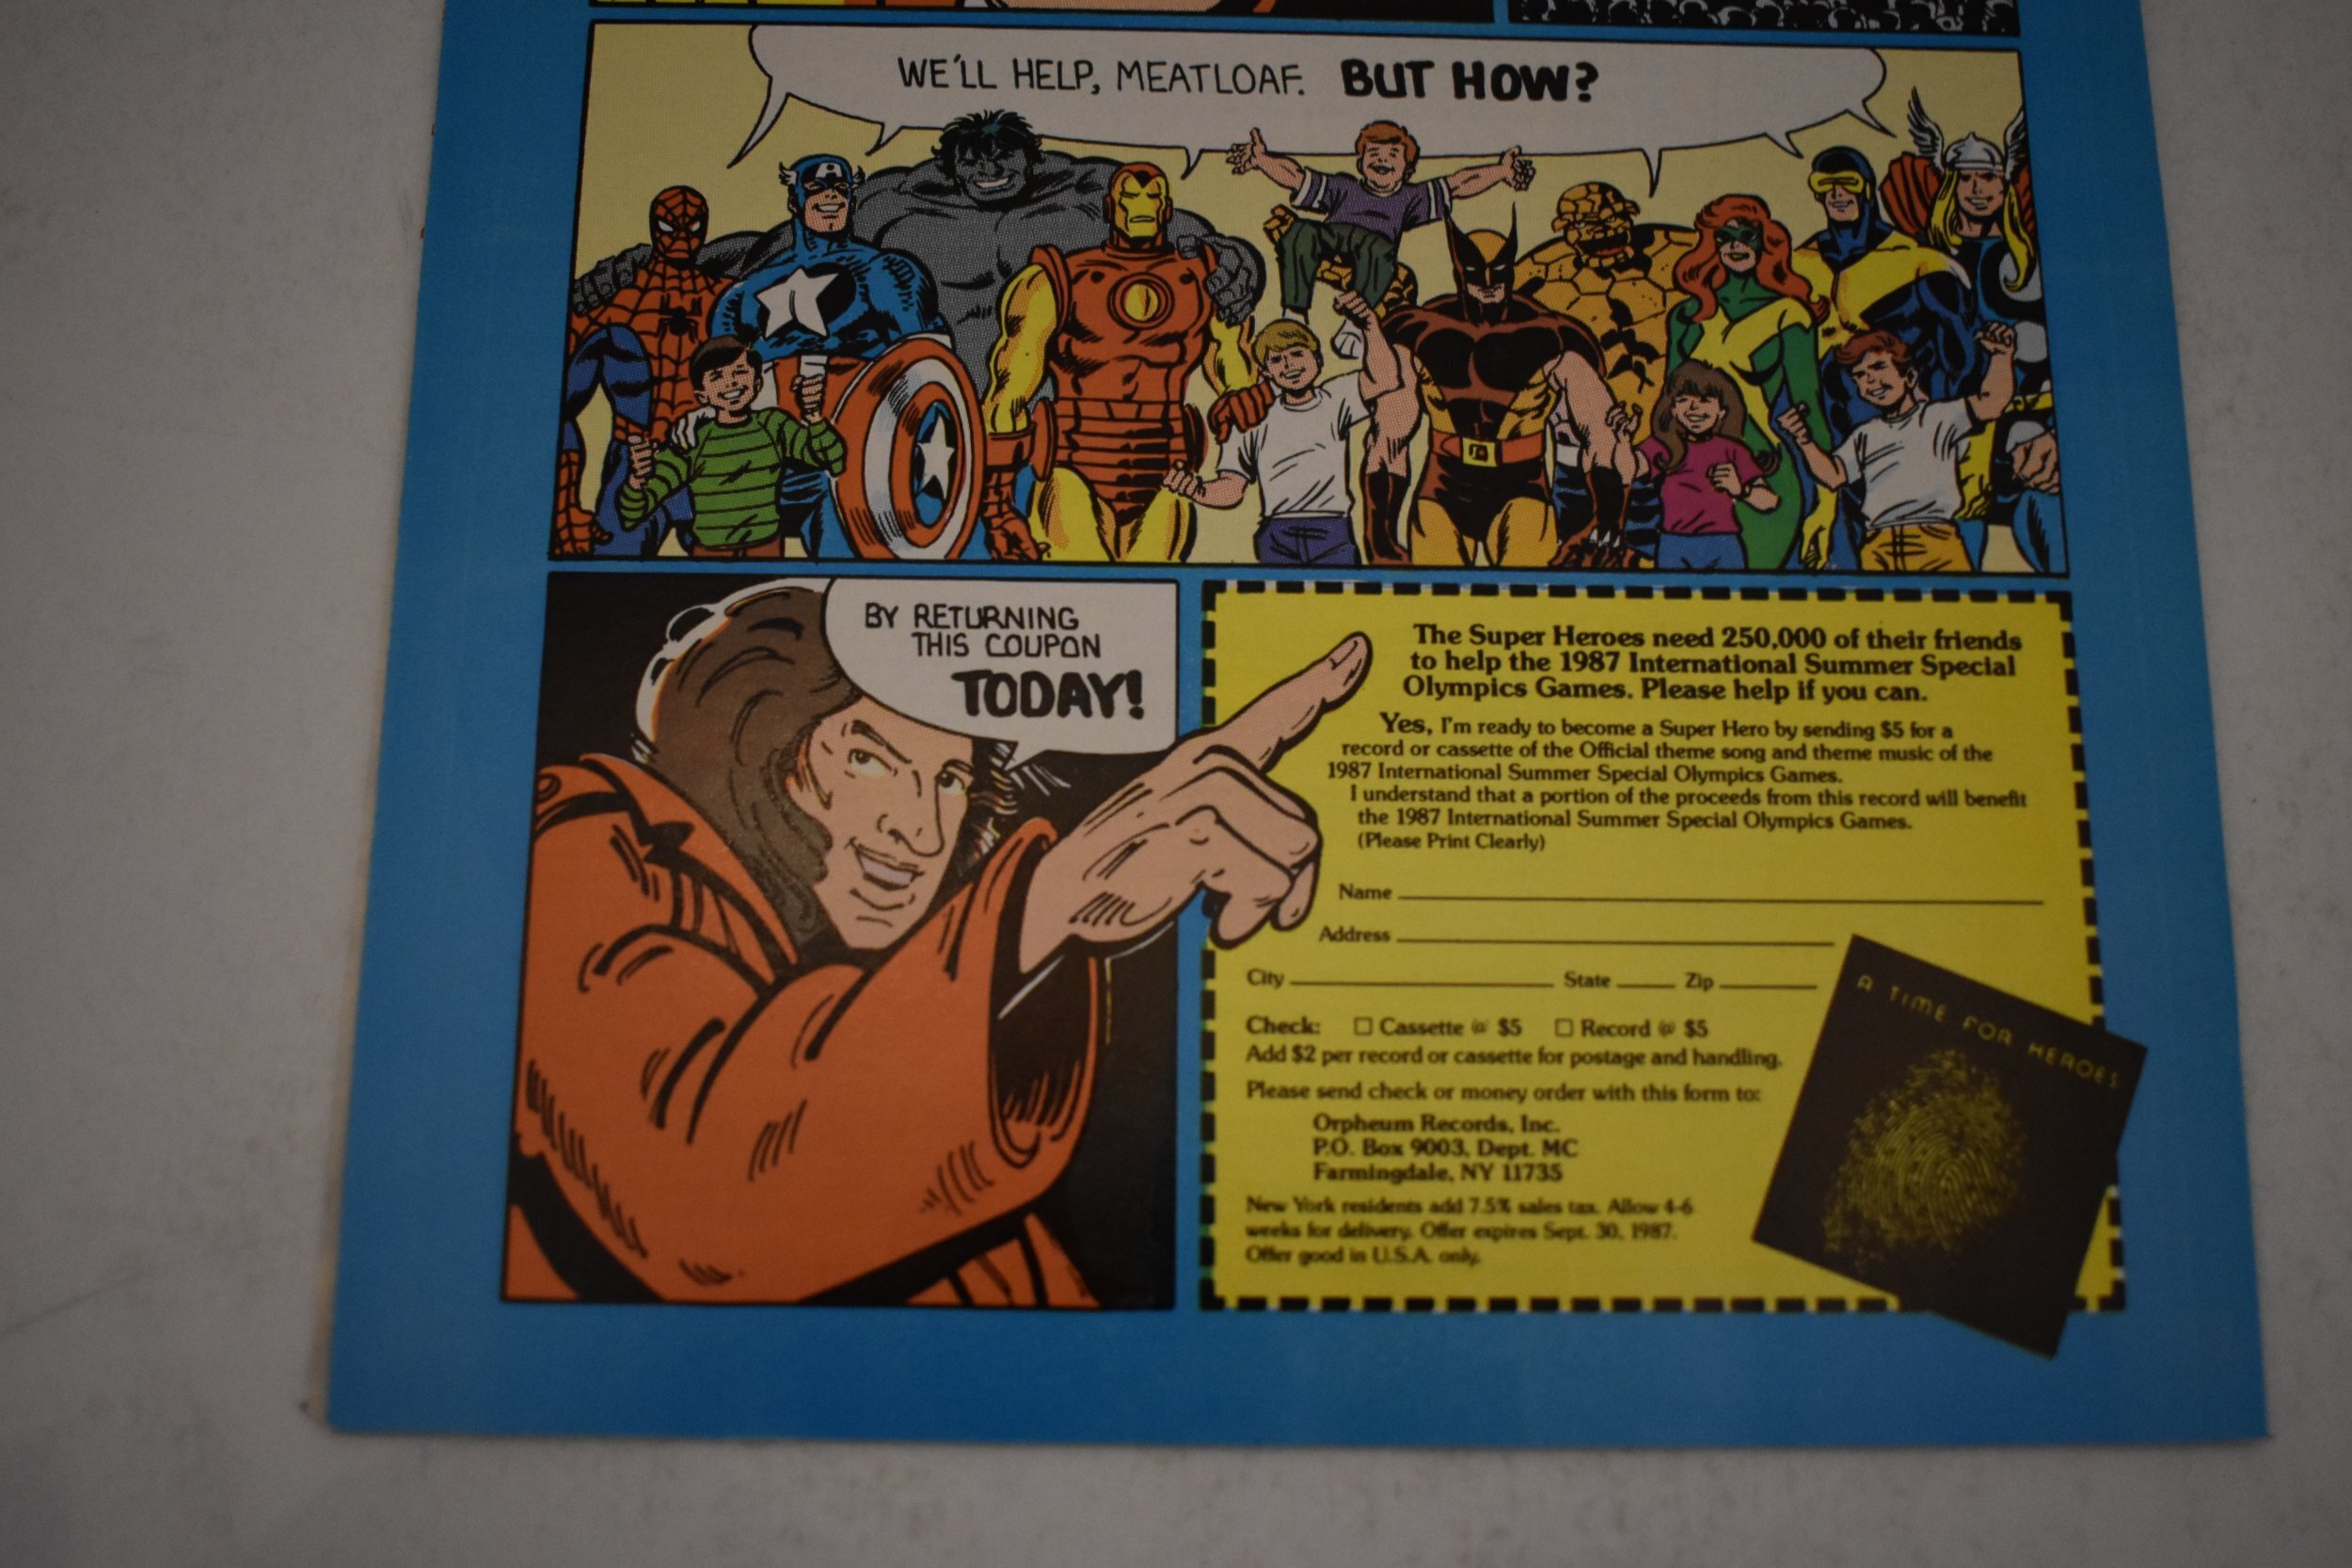 WE'LL HELP, MEATLOAF. BUT HOW?
BY RETURNING
THIS COUPON
TODAY!
The Super Heroes need 250,000 of their friends
to help the 1987 International Summer Special
Olympics Games. Please help if you can.
Yes, I'm ready to become a Super Hero by sending $5 for a
record or cassette of the Official theme song and theme music of the
1987 International Summer Special Olympics Games.
I understand that a portion of the proceeds from this record will benefit
the 1987 International Summer Special Olympics Games.
(Please Print Clearly)
Name
Address
City State Zip
Check: ☐ Cassette @ $5 ☐ Record @ $5
Add $2 per record or cassette for postage and handling.
Please send check or money order with this form to:
Orpheum Records, Inc.
P.O. Box 9003, Dept. MC
Farmingdale, NY 11735
New York residents add 7.5% sales tax. Allow 4-6
weeks for delivery. Offer expires Sept. 30, 1987.
Offer good in U.S.A. only.
A TIME FOR HEROES